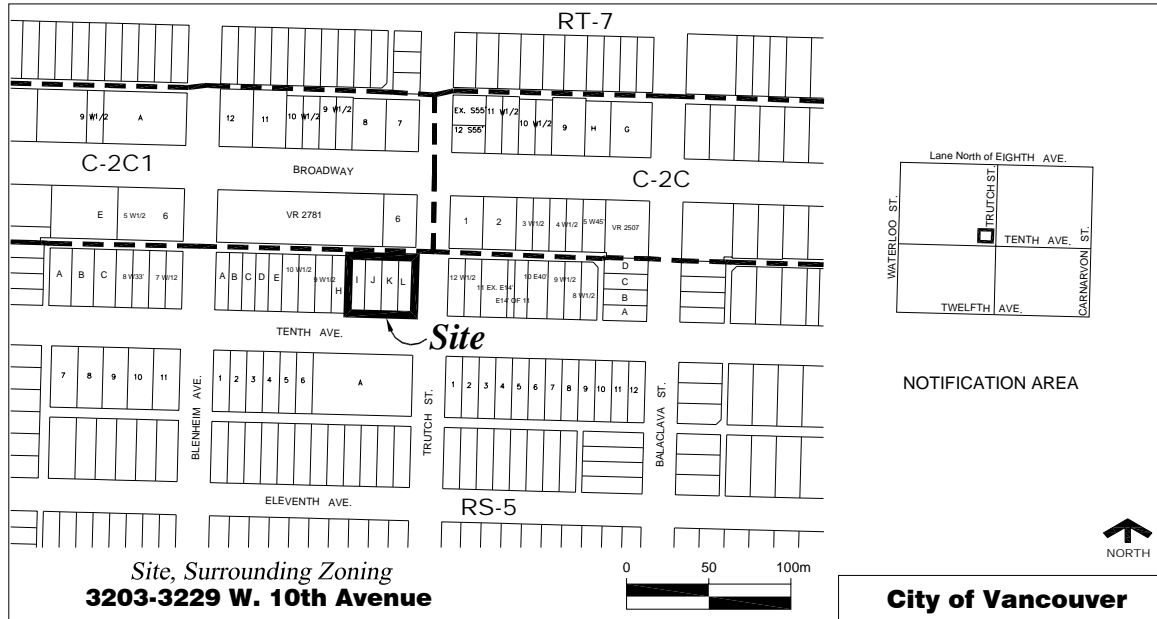 RT-7
9 W1/2 A
12 11 10 W1/2 9 W1/2 8 7
EX. S55' 11 W1/2 10 W1/2 9 H G
12 S55'
C-2C1
BROADWAY
C-2C
E 5 W1/2 6
VR 2781 6
1 2 3 W1/2 4 W1/2 5 W45' VR 2507
A B C 8 W33' 7 W/12
A B C D E 10 W1/2 9 W1/2 H I J K L
12 W1/2 11 EX. E14' E14' OF 11 10 E40' 9 W1/2 8 W1/2
D
C
B
A
TENTH AVE.
Site
7 8 9 10 11
1 2 3 4 5 6 A
1 2 3 4 5 6 7 8 9 10 11 12
BLENHEIM AVE.
TRUTCH ST.
BALACLAVA ST.
ELEVENTH AVE.
RS-5
Lane North of EIGHTH AVE.
WATERLOO ST.
TRUTCH ST.
TENTH AVE.
CARNARVON ST.
TWELFTH AVE.
NOTIFICATION AREA
NORTH
Site, Surrounding Zoning
3203-3229 W. 10th Avenue
0 50 100m
City of Vancouver